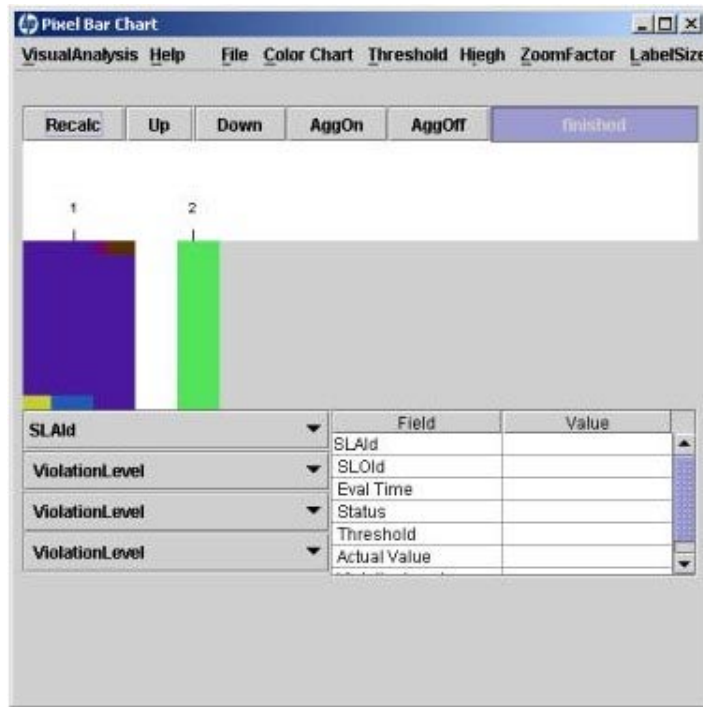 Pixel Bar Chart
VisualAnalysis Help File Color Chart Threshold Hiegh ZoomFactor LabelSize
Recalc Up Down AggOn AggOff finished
1 2
SLAId
ViolationLevel
ViolationLevel
ViolationLevel
Field Value
SLAId
SLOId
Eval Time
Status
Threshold
Actual Value